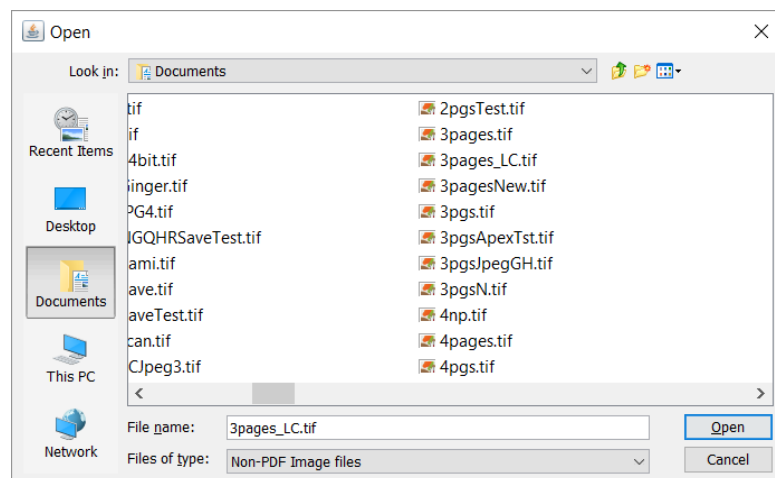 Open
Look in:
Documents
Recent Items
Desktop
Documents
This PC
Network
tif
if
4bit.tif
inger.tif
PG4.tif
IGQHRSaveTest.tif
ami.tif
ave.tif
aveTest.tif
can.tif
CJpeg3.tif
2pgsTest.tif
3pages.tif
3pages_LC.tif
3pagesNew.tif
3pgs.tif
3pgsApexTst.tif
3pgsJpegGH.tif
3pgsN.tif
4np.tif
4pages.tif
4pgs.tif
File name:
3pages_LC.tif
Open
Files of type:
Non-PDF Image files
Cancel